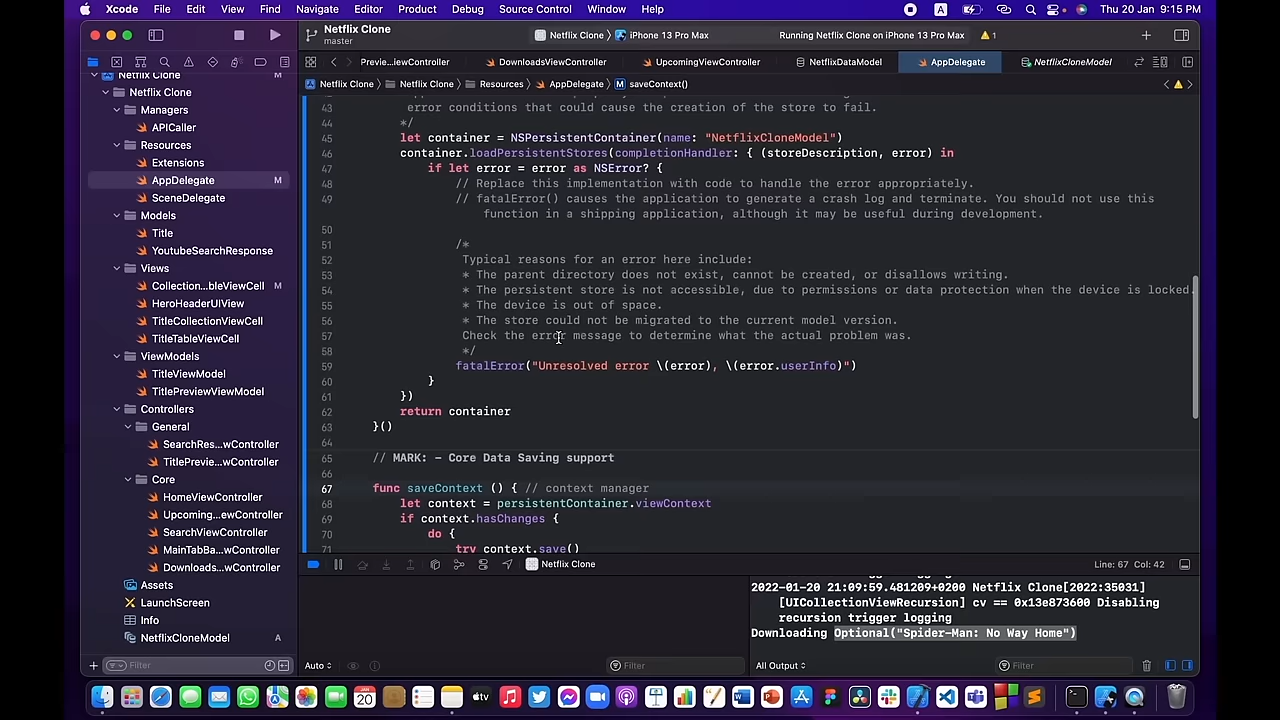 Xcode File Edit View Find Navigate Editor Product Debug Source Control Window Help
A
Thu 20 Jan 9:15 PM
Netflix Clone
master
Netflix Clone 〉 iPhone 13 Pro Max
Running Netflix Clone on iPhone 13 Pro Max
1
Previe...iewController
DownloadsViewController
UpcomingViewController
NetflixDataModel
AppDelegate
NetflixCloneModel
Netflix Clone 〉 Netflix Clone 〉 Resources 〉 AppDelegate 〉 M saveContext()
Netflix Clone M
Netflix Clone
Managers
APICaller
Resources
Extensions
AppDelegate M
SceneDelegate
Models
Title
YoutubeSearchResponse
Views
Collection...bleViewCell M
HeroHeaderUIView
TitleCollectionViewCell
TitleTableViewCell
ViewModels
TitleViewModel
TitlePreviewViewModel
Controllers
General
SearchRes...wController
TitlePrevie...wController
Core
HomeViewController
Upcoming...ewController
SearchViewController
MainTabBa...wController
Downloads...wController
Assets
LaunchScreen
Info
NetflixCloneModel A
Filter
43 error conditions that could cause the creation of the store to fail.
44 */
45 let container = NSPersistentContainer(name: "NetflixCloneModel")
46 container.loadPersistentStores(completionHandler: { (storeDescription, error) in
47 if let error = error as NSError? {
48 // Replace this implementation with code to handle the error appropriately.
49 // fatalError() causes the application to generate a crash log and terminate. You should not use this
function in a shipping application, although it may be useful during development.
50
51 /*
52 Typical reasons for an error here include:
53 * The parent directory does not exist, cannot be created, or disallows writing.
54 * The persistent store is not accessible, due to permissions or data protection when the device is locked.
55 * The device is out of space.
56 * The store could not be migrated to the current model version.
57 Check the error message to determine what the actual problem was.
58 */
59 fatalError("Unresolved error \(error), \(error.userInfo)")
60 }
61 })
62 return container
63 }()
64
65 // MARK: - Core Data Saving support
66
67 func saveContext () { // context manager
68 let context = persistentContainer.viewContext
69 if context.hasChanges {
70 do {
71 try context.save()
Netflix Clone
Line: 67 Col: 42
2022-01-20 21:09:59.481209+0200 Netflix Clone[2022:35031]
[UICollectionViewRecursion] cv == 0x13e873600 Disabling
recursion trigger logging
Downloading Optional("Spider-Man: No Way Home")
Auto
Filter
All Output
Filter
JAN
20
tv